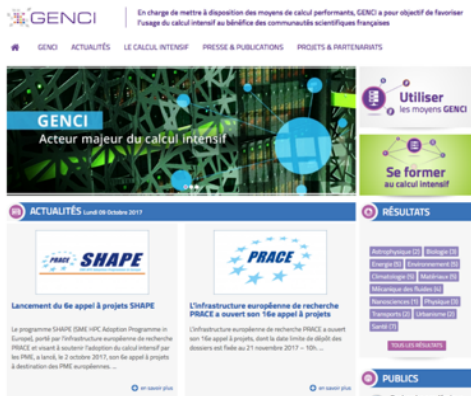 GENCI
En charge de mettre à disposition des moyens de calcul performants, GENCI a pour objectif de favoriser
l'usage du calcul intensif au bénéfice des communautés scientifiques françaises
GENCI ACTUALITÉS LE CALCUL INTENSIF PRESSE & PUBLICATIONS PROJETS & PARTENARIATS
GENCI
Acteur majeur du calcul intensif
Utiliser
les moyens GENCI
Se former
au calcul intensif
ACTUALITÉS Lundi 09 Octobre 2017
PRACE SHAPE
Lancement du 6e appel à projets SHAPE
Le programme SHAPE (SME HPC Adoption Programme in
Europe), porté par l'infrastructure européenne de recherche
PRACE et visant à soutenir l'adoption du calcul intensif par
les PME, a lancé, le 2 octobre 2017, son 6e appel à projets
à destination des PME européennes. ...
en savoir plus
PRACE
L'infrastructure européenne de recherche
PRACE a ouvert son 16e appel à projets
L'infrastructure européenne de recherche PRACE a ouvert
son 16e appel à projets, dont la date limite de dépôt des
dossiers est fixée au 21 novembre 2017 – 10h. ...
en savoir plus
RÉSULTATS
Astrophysique (2) Biologie (3)
Energie (5) Environnement (5)
Climatologie (5) Matériaux (5)
Mécanique des fluides (4)
Nanosciences (1) Physique (3)
Transports (2) Urbanisme (2)
Santé (1)
TOUS LES RÉSULTATS
PUBLICS